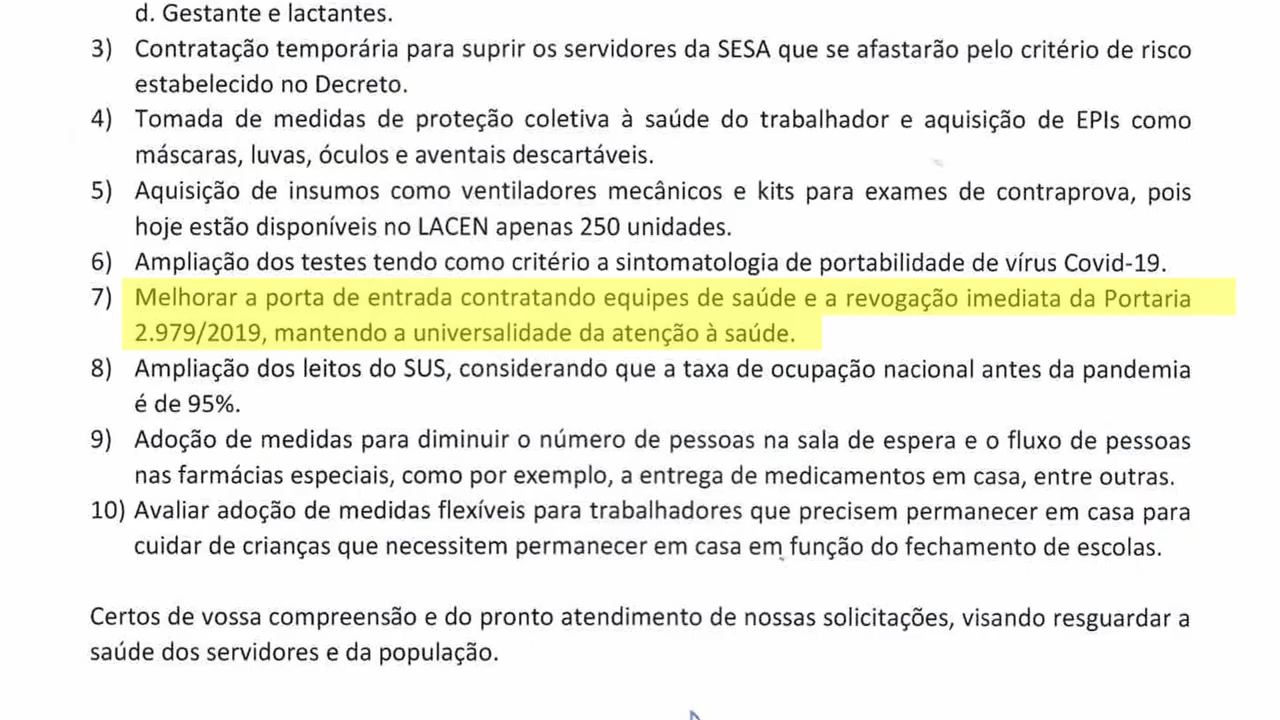 d. Gestante e lactantes.
3) Contratação temporária para suprir os servidores da SESA que se afastarão pelo critério de risco
estabelecido no Decreto.
4) Tomada de medidas de proteção coletiva à saúde do trabalhador e aquisição de EPIs como
máscaras, luvas, óculos e aventais descartáveis.
5) Aquisição de insumos como ventiladores mecânicos e kits para exames de contraprova, pois
hoje estão disponíveis no LACEN apenas 250 unidades.
6) Ampliação dos testes tendo como critério a sintomatologia de portabilidade de vírus Covid-19.
7) Melhorar a porta de entrada contratando equipes de saúde e a revogação imediata da Portaria
2.979/2019, mantendo a universalidade da atenção à saúde.
8) Ampliação dos leitos do SUS, considerando que a taxa de ocupação nacional antes da pandemia
é de 95%.
9) Adoção de medidas para diminuir o número de pessoas na sala de espera e o fluxo de pessoas
nas farmácias especiais, como por exemplo, a entrega de medicamentos em casa, entre outras.
10) Avaliar adoção de medidas flexíveis para trabalhadores que precisem permanecer em casa para
cuidar de crianças que necessitem permanecer em casa em função do fechamento de escolas.
Certos de vossa compreensão e do pronto atendimento de nossas solicitações, visando resguardar a
saúde dos servidores e da população.